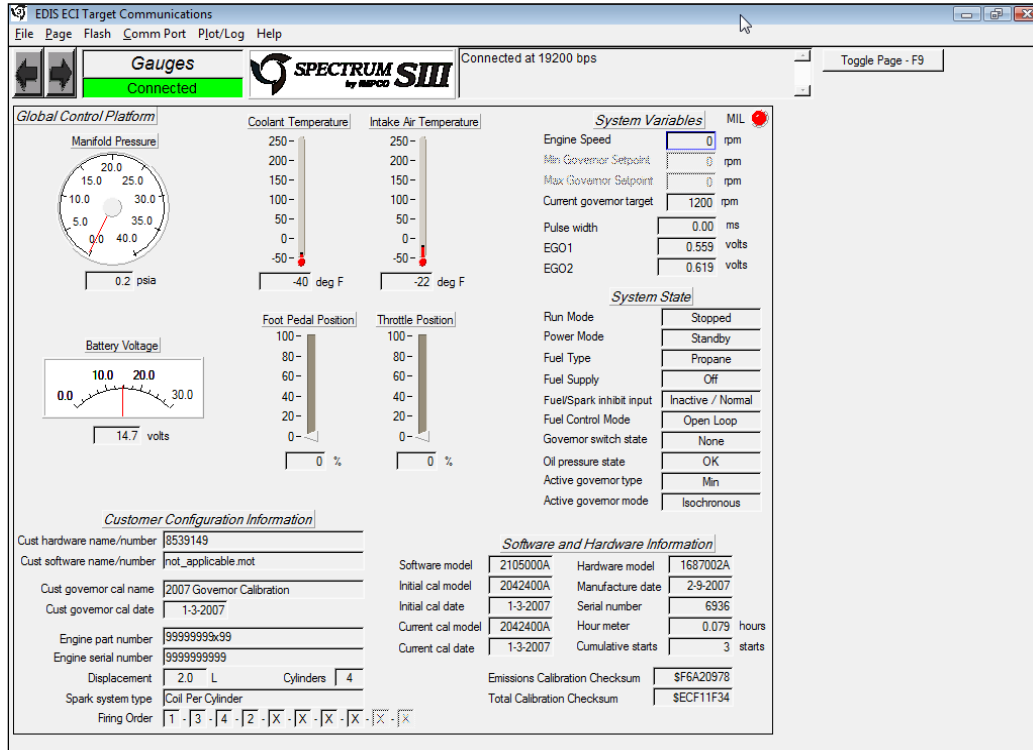 EDIS ECI Target Communications
File Page Flash Comm Port Plot/Log Help
Gauges
Connected
SPECTRUM SIII
by IMPCO
Connected at 19200 bps
Toggle Page - F9
Global Control Platform
Manifold Pressure
20.0
15.0 25.0
10.0 30.0
5.0 35.0
0.0 40.0
0.2 psia
Battery Voltage
10.0 20.0
0.0 30.0
14.7 volts
Coolant Temperature
250
200
150
100
50
0
-50
-40 deg F
Intake Air Temperature
250
200
150
100
50
0
-50
-22 deg F
Foot Pedal Position
100
80
60
40
20
0
0 %
Throttle Position
100
80
60
40
20
0
0 %
System Variables MIL
Engine Speed 0 rpm
Min Governor Setpoint 0 rpm
Max Governor Setpoint 0 rpm
Current governor target 1200 rpm
Pulse width 0.00 ms
EGO1 0.559 volts
EGO2 0.619 volts
System State
Run Mode Stopped
Power Mode Standby
Fuel Type Propane
Fuel Supply Off
Fuel/Spark inhibit input Inactive / Normal
Fuel Control Mode Open Loop
Governor switch state None
Oil pressure state OK
Active governor type Min
Active governor mode Isochronous
Customer Configuration Information
Cust hardware name/number 8539149
Cust software name/number not_applicable.mot
Cust governor cal name 2007 Governor Calibration
Cust governor cal date 1-3-2007
Engine part number 99999999x99
Engine serial number 9999999999
Displacement 2.0 L Cylinders 4
Spark system type Coil Per Cylinder
Firing Order 1 - 3 - 4 - 2 - X - X - X - X - X - X
Software and Hardware Information
Software model 2105000A Hardware model 1687002A
Initial cal model 2042400A Manufacture date 2-9-2007
Initial cal date 1-3-2007 Serial number 6936
Current cal model 2042400A Hour meter 0.079 hours
Current cal date 1-3-2007 Cumulative starts 3 starts
Emissions Calibration Checksum $F6A20978
Total Calibration Checksum $ECF11F34